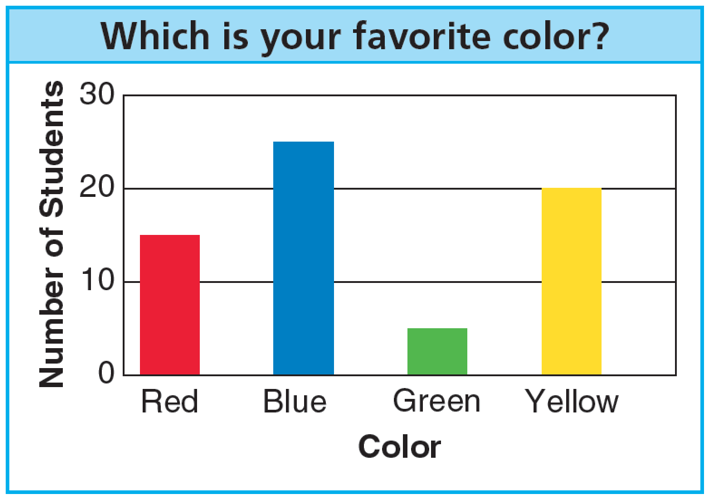 Which is your favorite color?
Number of Students
30
20
10
0
Red Blue Green Yellow
Color